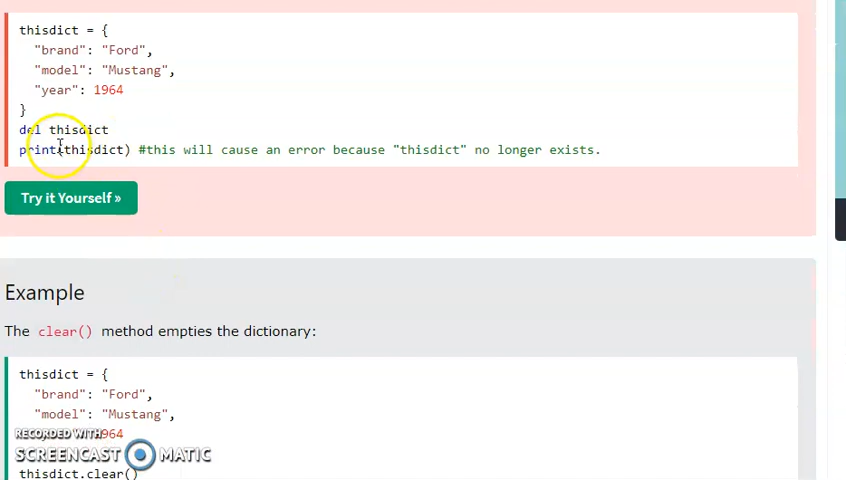 thisdict = {
"brand": "Ford",
"model": "Mustang",
"year": 1964
}
del thisdict
print(thisdict) #this will cause an error because "thisdict" no longer exists.
Try it Yourself »
Example
The clear() method empties the dictionary:
thisdict = {
"brand": "Ford",
"model": "Mustang",
964
RECORDED WITH
SCREENCAST MATIC
thisdict.clear()